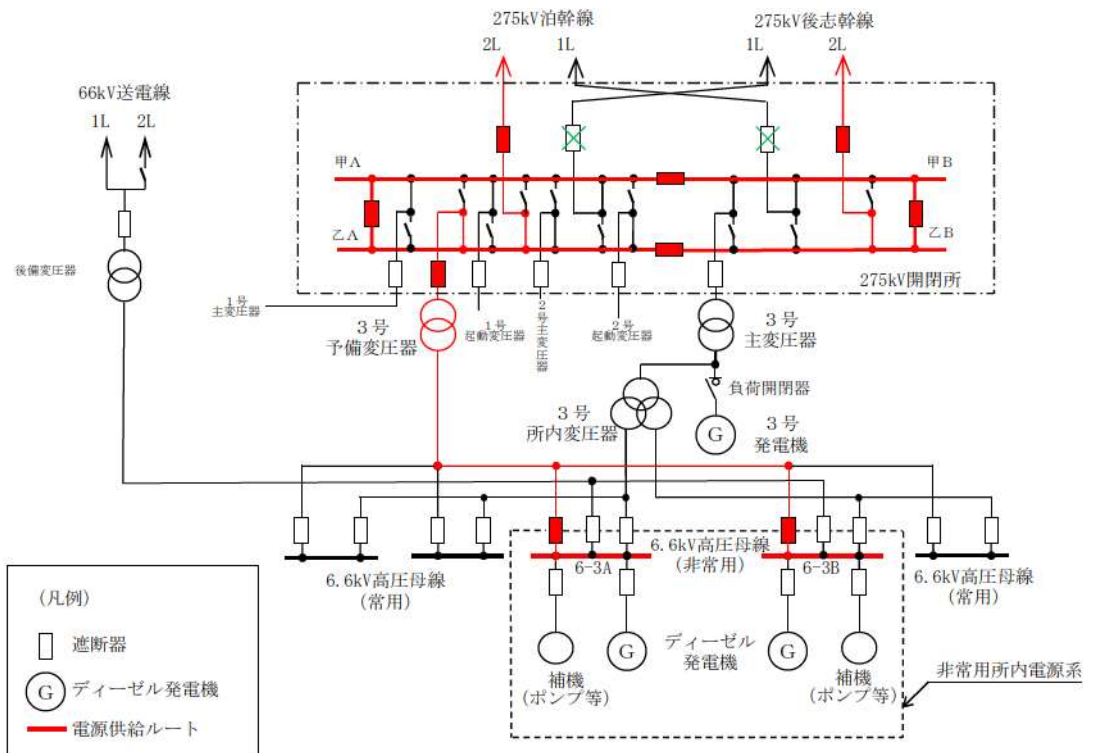 275kV泊幹線
275kV後志幹線
2L
1L
1L
2L
66kV送電線
1L
2L
甲A
甲B
乙A
乙B
後備変圧器
275kV開閉所
1号
主変圧器
3号
予備変圧器
1号
起動変圧器
2号主変圧器
2号
起動変圧器
3号
主変圧器
負荷開閉器
3号
所内変圧器
G
3号
発電機
6.6kV高圧母線
(常用)
6-3A
6.6kV高圧母線
(非常用)
6-3B
6.6kV高圧母線
(常用)
G
ディーゼル
発電機
G
補機
(ポンプ等)
補機
(ポンプ等)
非常用所内電源系
(凡例)
遮断器
G
ディーゼル発電機
電源供給ルート